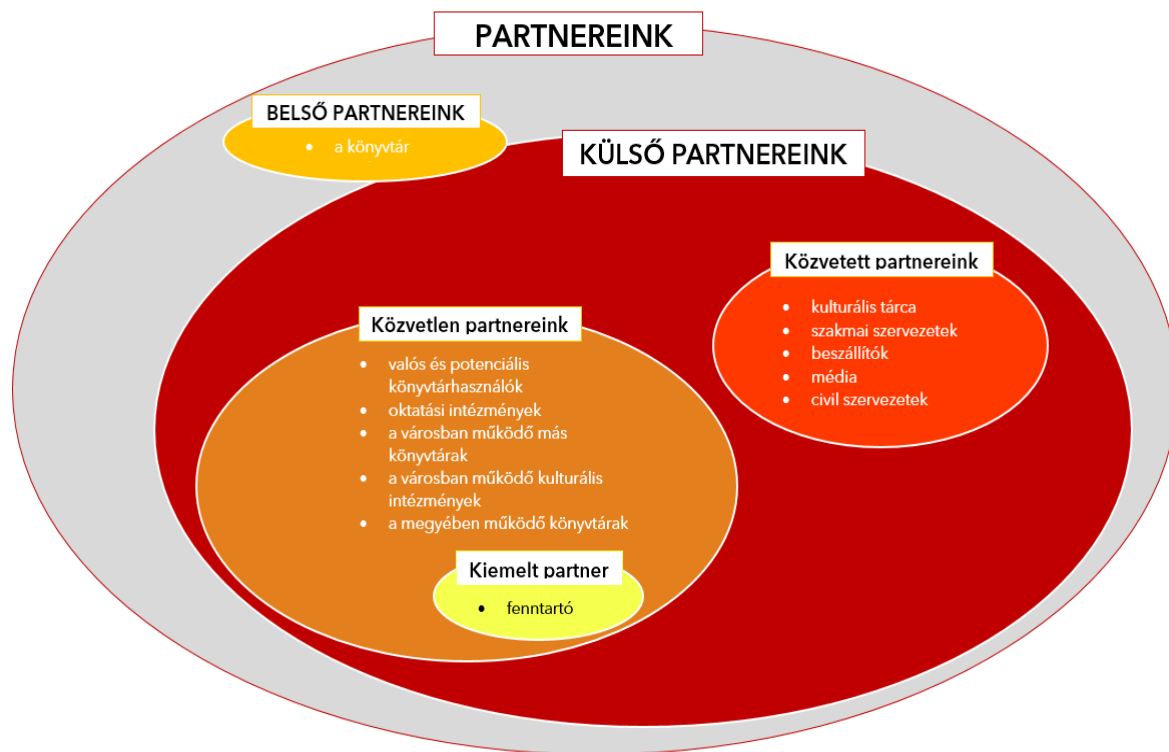 PARTNEREINK
BELSŐ PARTNEREINK
• a könyvtár
KÜLSŐ PARTNEREINK
Közvetett partnereink
• kulturális tárca
• szakmai szervezetek
• beszállítók
• média
• civil szervezetek
Közvetlen partnereink
• valós és potenciális
könyvtárhasználók
• oktatási intézmények
• a városban működő más
könyvtárak
• a városban működő kulturális
intézmények
• a megyében működő könyvtárak
Kiemelt partner
• fenntartó